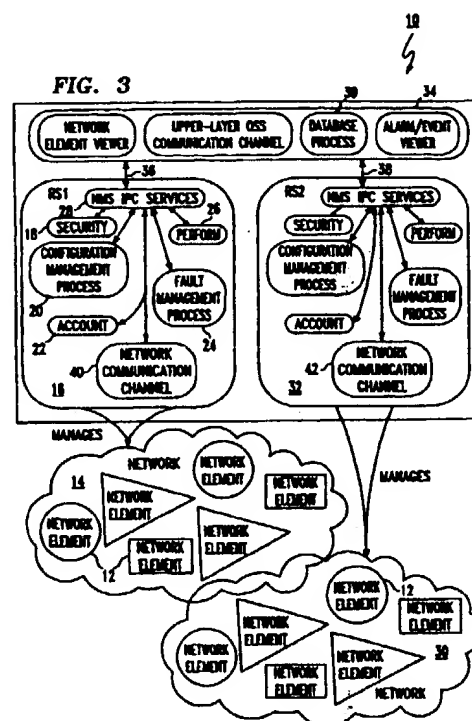 10
FIG. 3
30
34
NETWORK
ELEMENT VIEWER
UPPER-LAYER OSS
COMMUNICATION CHANNEL
DATABASE
PROCESS
ALARM/EVENT
VIEWER
36
38
RS1
NMS IPC SERVICES
28
26
18
SECURITY
PERFORM
CONFIGURATION
MANAGEMENT
PROCESS
20
FAULT
MANAGEMENT
PROCESS
24
ACCOUNT
22
40
NETWORK
COMMUNICATION
CHANNEL
16
RS2
NMS IPC SERVICES
SECURITY
PERFORM
CONFIGURATION
MANAGEMENT
PROCESS
FAULT
MANAGEMENT
PROCESS
ACCOUNT
42
NETWORK
COMMUNICATION
CHANNEL
32
MANAGES
MANAGES
14
NETWORK
NETWORK
ELEMENT
NETWORK
ELEMENT
NETWORK
ELEMENT
NETWORK
ELEMENT
NETWORK
ELEMENT
NETWORK
ELEMENT
12
NETWORK
ELEMENT
12
NETWORK
ELEMENT
NETWORK
ELEMENT
NETWORK
ELEMENT
NETWORK
ELEMENT
NETWORK
ELEMENT
30
NETWORK